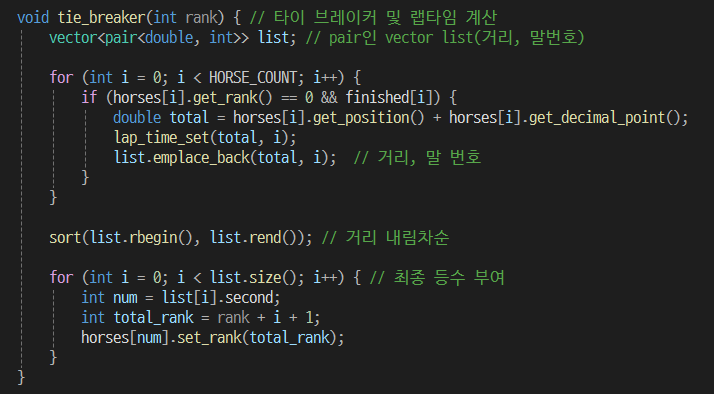 void tie_breaker(int rank) { // 타이 브레이커 및 랩타임 계산
    vector<pair<double, int>> list; // pair인 vector list(거리, 말번호)

    for (int i = 0; i < HORSE_COUNT; i++) {
        if (horses[i].get_rank() == 0 && finished[i]) {
            double total = horses[i].get_position() + horses[i].get_decimal_point();
            lap_time_set(total, i);
            list.emplace_back(total, i);  // 거리, 말 번호
        }
    }

    sort(list.rbegin(), list.rend()); // 거리 내림차순

    for (int i = 0; i < list.size(); i++) { // 최종 등수 부여
        int num = list[i].second;
        int total_rank = rank + i + 1;
        horses[num].set_rank(total_rank);
    }
}